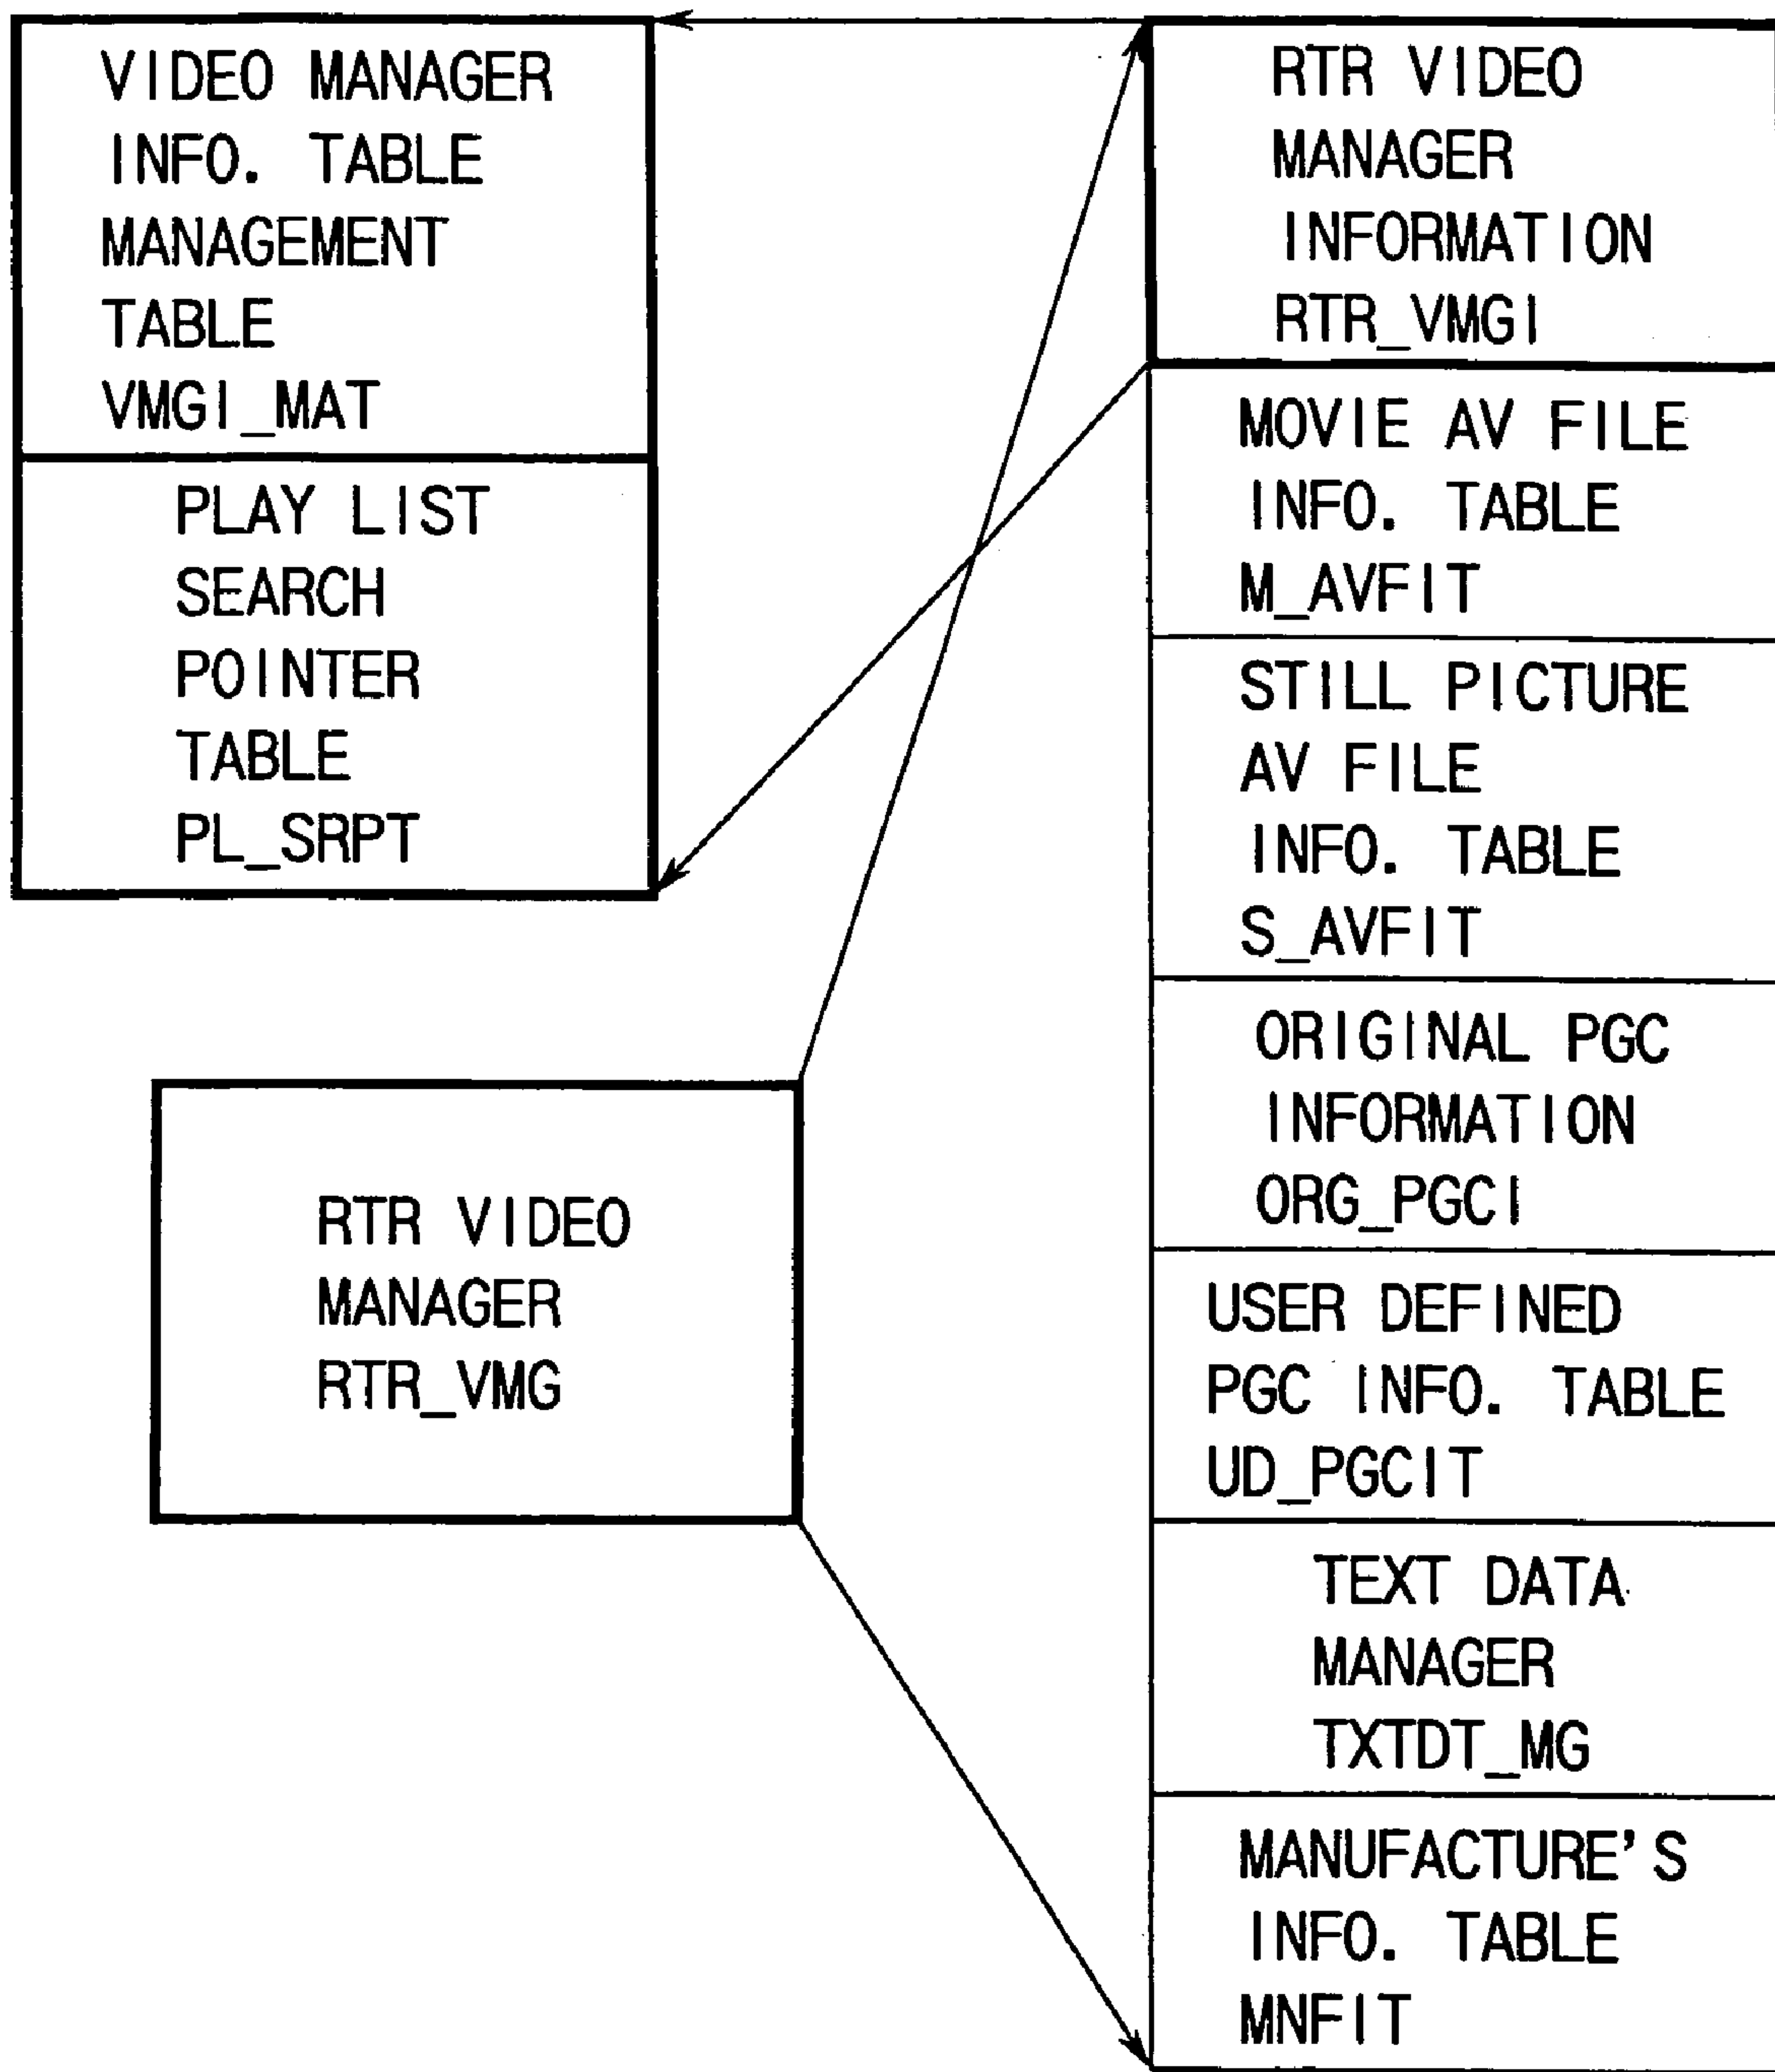 VIDEO MANAGER
INFO. TABLE
MANAGEMENT
TABLE
VMGI_MAT
PLAY LIST
SEARCH
POINTER
TABLE
PL_SRPT
RTR VIDEO
MANAGER
RTR_VMG
RTR VIDEO
MANAGER
INFORMATION
RTR_VMGI
MOVIE AV FILE
INFO. TABLE
M_AVFIT
STILL PICTURE
AV FILE
INFO. TABLE
S_AVFIT
ORIGINAL PGC
INFORMATION
ORG_PGCI
USER DEFINED
PGC INFO. TABLE
UD_PGCIT
TEXT DATA
MANAGER
TXTDT_MG
MANUFACTURE'S
INFO. TABLE
MNFIT